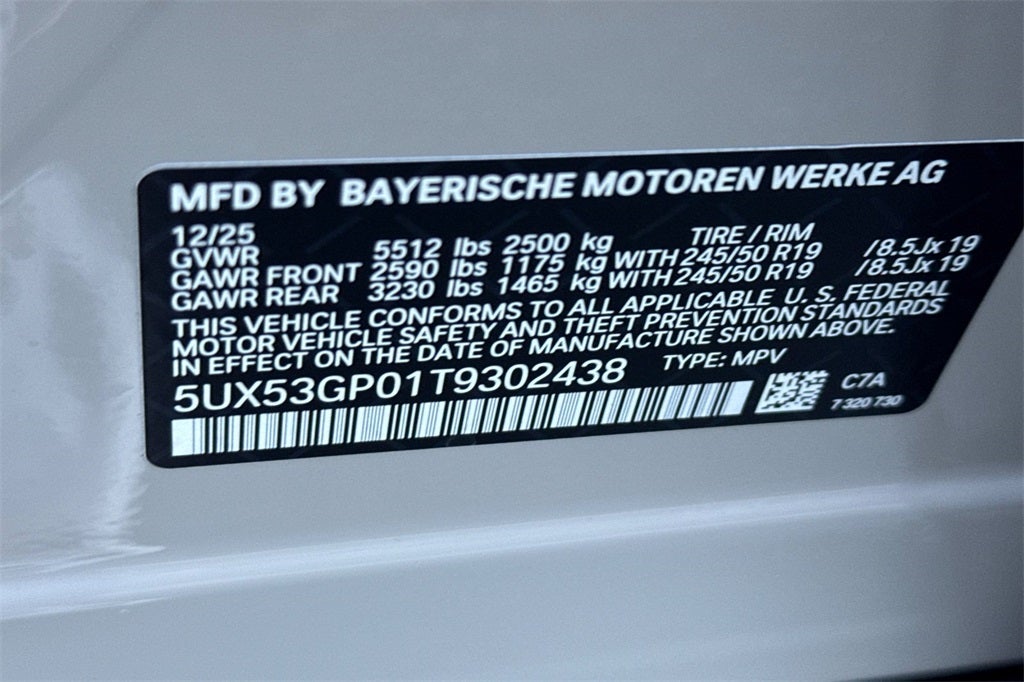 MFD BY BAYERISCHE MOTOREN WERKE AG
12/25 TIRE / RIM
GVWR 5512 lbs 2500 kg
GAWR FRONT 2590 lbs 1175 kg WITH 245/50 R19 /8.5Jx 19
GAWR REAR 3230 lbs 1465 kg WITH 245/50 R19 /8.5Jx 19
THIS VEHICLE CONFORMS TO ALL APPLICABLE U. S. FEDERAL
MOTOR VEHICLE SAFETY AND THEFT PREVENTION STANDARDS
IN EFFECT ON THE DATE OF MANUFACTURE SHOWN ABOVE.
5UX53GP01T9302438 TYPE: MPV
C7A
7 320 730